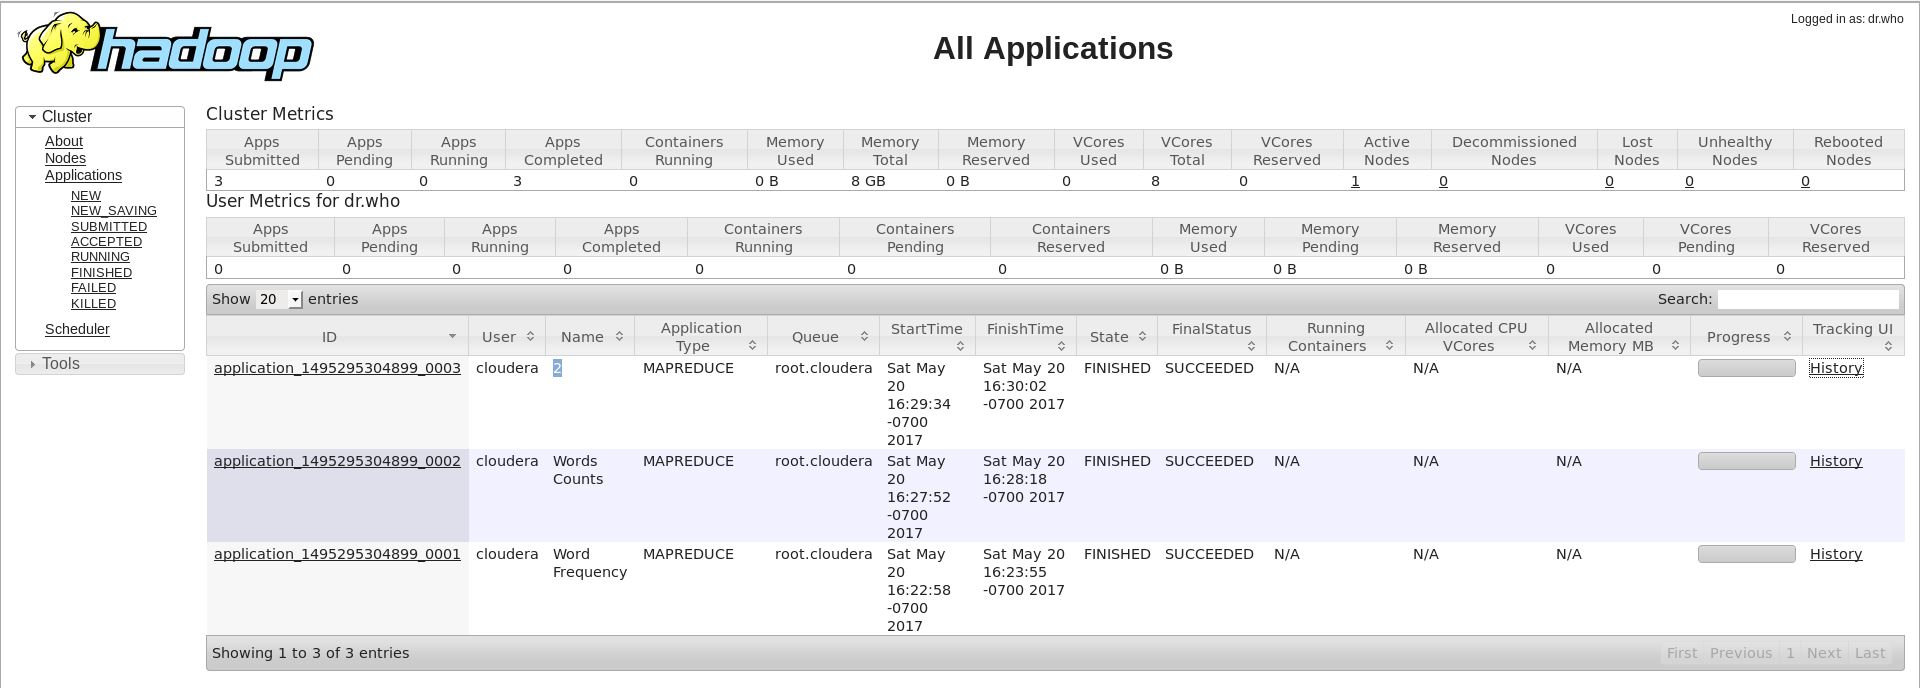 hadoop
Logged in as: dr.who
All Applications
Cluster
About
Nodes
Applications
NEW
NEW_SAVING
SUBMITTED
ACCEPTED
RUNNING
FINISHED
FAILED
KILLED
Scheduler
Tools
Cluster Metrics
Apps Submitted Apps Pending Apps Running Apps Completed Containers Running Memory Used Memory Total Memory Reserved VCores Used VCores Total VCores Reserved Active Nodes Decommissioned Nodes Lost Nodes Unhealthy Nodes Rebooted Nodes
3 0 0 3 0 0 B 8 GB 0 B 0 8 0 1 0 0 0 0
User Metrics for dr.who
Apps Submitted Apps Pending Apps Running Apps Completed Containers Running Containers Pending Containers Reserved Memory Used Memory Pending Memory Reserved VCores Used VCores Pending VCores Reserved
0 0 0 0 0 0 0 0 B 0 B 0 B 0 0 0
Show 20 entries Search:
ID User Name Application Type Queue StartTime FinishTime State FinalStatus Running Containers Allocated CPU VCores Allocated Memory MB Progress Tracking UI
application_1495295304899_0003 cloudera 2 MAPREDUCE root.cloudera Sat May 20 16:29:34 -0700 2017 Sat May 20 16:30:02 -0700 2017 FINISHED SUCCEEDED N/A N/A N/A History
application_1495295304899_0002 cloudera Words Counts MAPREDUCE root.cloudera Sat May 20 16:27:52 -0700 2017 Sat May 20 16:28:18 -0700 2017 FINISHED SUCCEEDED N/A N/A N/A History
application_1495295304899_0001 cloudera Word Frequency MAPREDUCE root.cloudera Sat May 20 16:22:58 -0700 2017 Sat May 20 16:23:55 -0700 2017 FINISHED SUCCEEDED N/A N/A N/A History
Showing 1 to 3 of 3 entries First Previous 1 Next Last